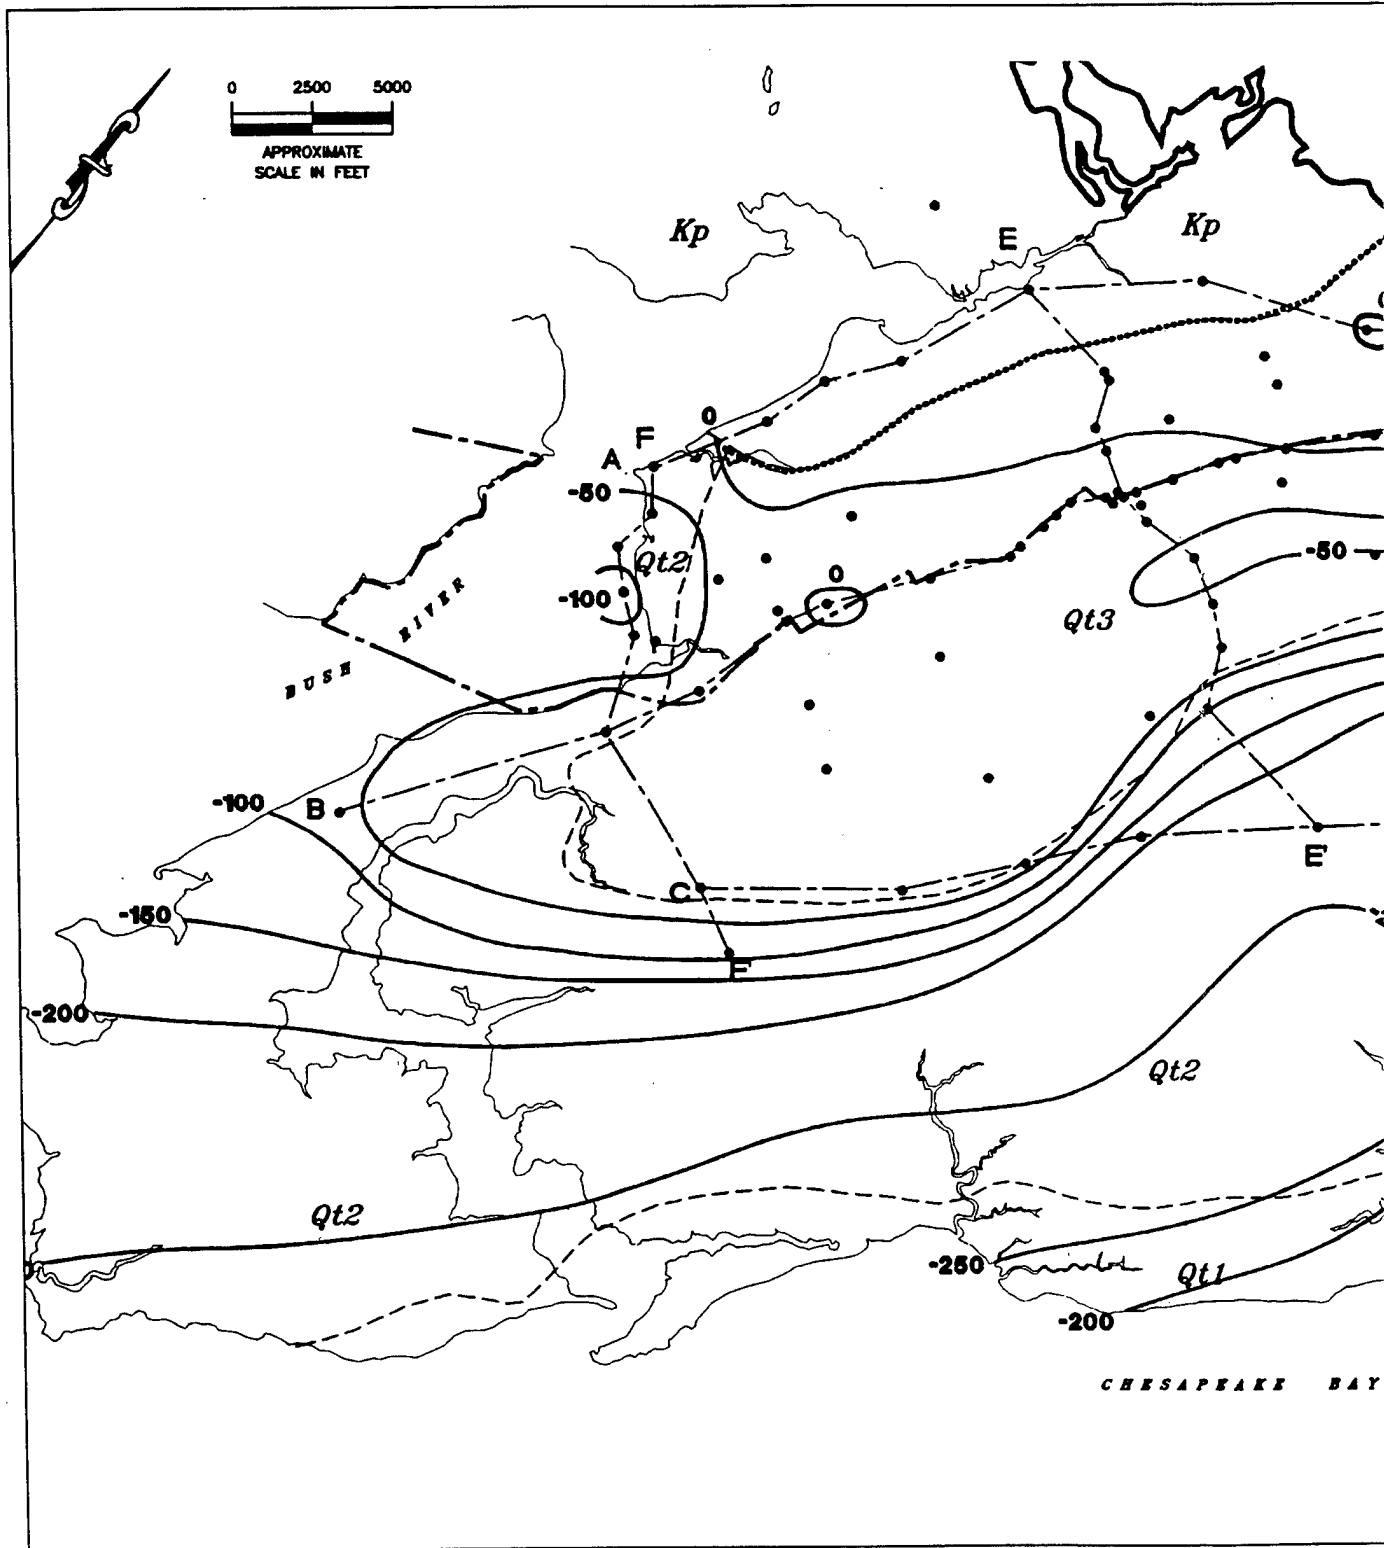 0 2500 5000
APPROXIMATE
SCALE IN FEET
Kp
E
Kp
0
F
A
-50
Qt2
-50
-100
0
Qt3
BUSH RIVER
-100
B
E'
C
-150
F'
-200
Qt2
Qt2
-250
Qt1
-200
CHESAPEAKE BAY